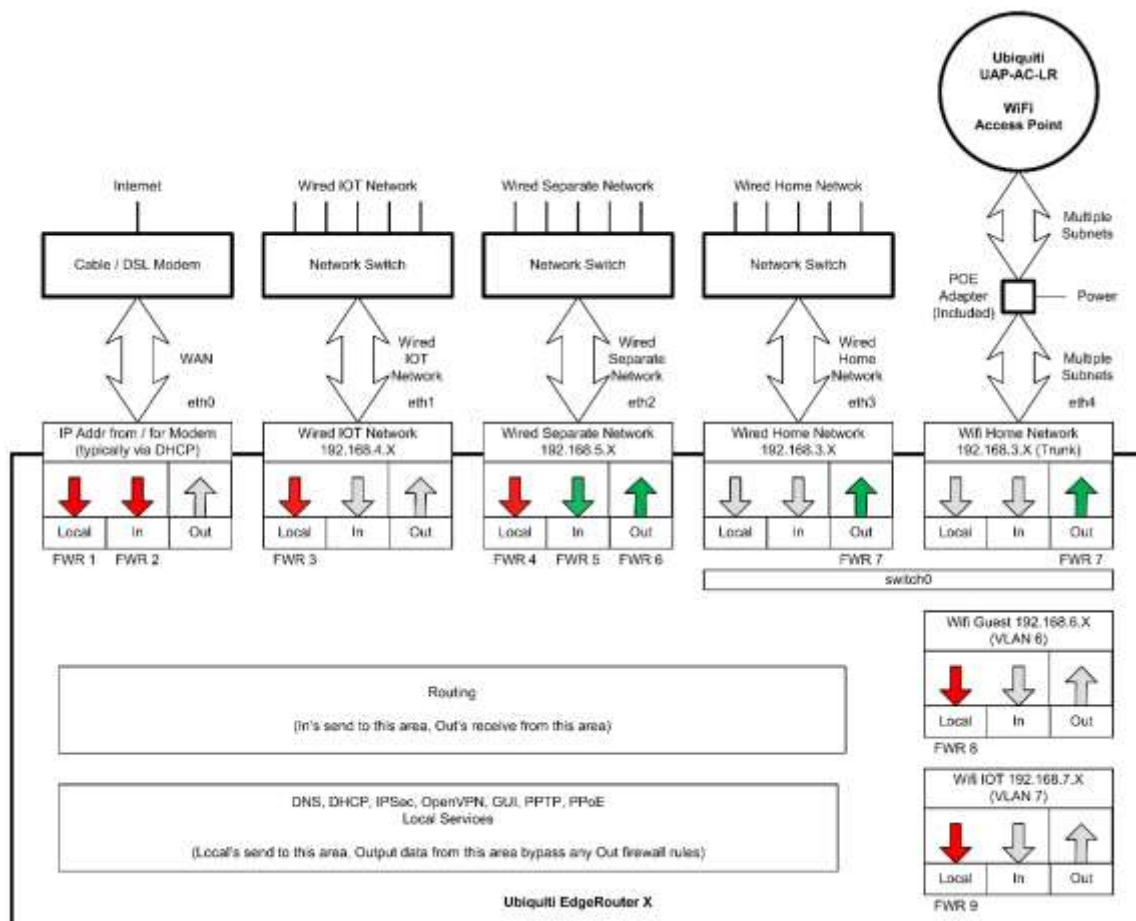 Ubiquiti
UAP-AC-LR
WiFi
Access Point
Internet
Wired IOT Network
Wired Separate Network
Wired Home Netwok
Multiple
Subnets
Cable / DSL Modem
Network Switch
Network Switch
Network Switch
POE
Adapter
(Included)
Power
WAN
Wired
IOT
Network
Wired
Separate
Network
Wired
Home
Network
Multiple
Subnets
eth0
eth1
eth2
eth3
eth4
IP Addr from / for Modem
(typically via DHCP)
Wired IOT Network
192.168.4.X
Wired Separate Network
192.168.5.X
Wired Home Network
192.168.3.X
Wifi Home Network
192.168.3.X (Trunk)
Local In Out
Local In Out
Local In Out
Local In Out
Local In Out
FWR 1 FWR 2
FWR 3
FWR 4 FWR 5 FWR 6
FWR 7
FWR 7
switch0
Wifi Guest 192.168.6.X
(VLAN 6)
Local In Out
FWR 8
Routing
(In's send to this area, Out's receive from this area)
Wifi IOT 192.168.7.X
(VLAN 7)
Local In Out
FWR 9
DNS, DHCP, IPSec, OpenVPN, GUI, PPTP, PPoE
Local Services
(Local's send to this area, Output data from this area bypass any Out firewall rules)
Ubiquiti EdgeRouter X